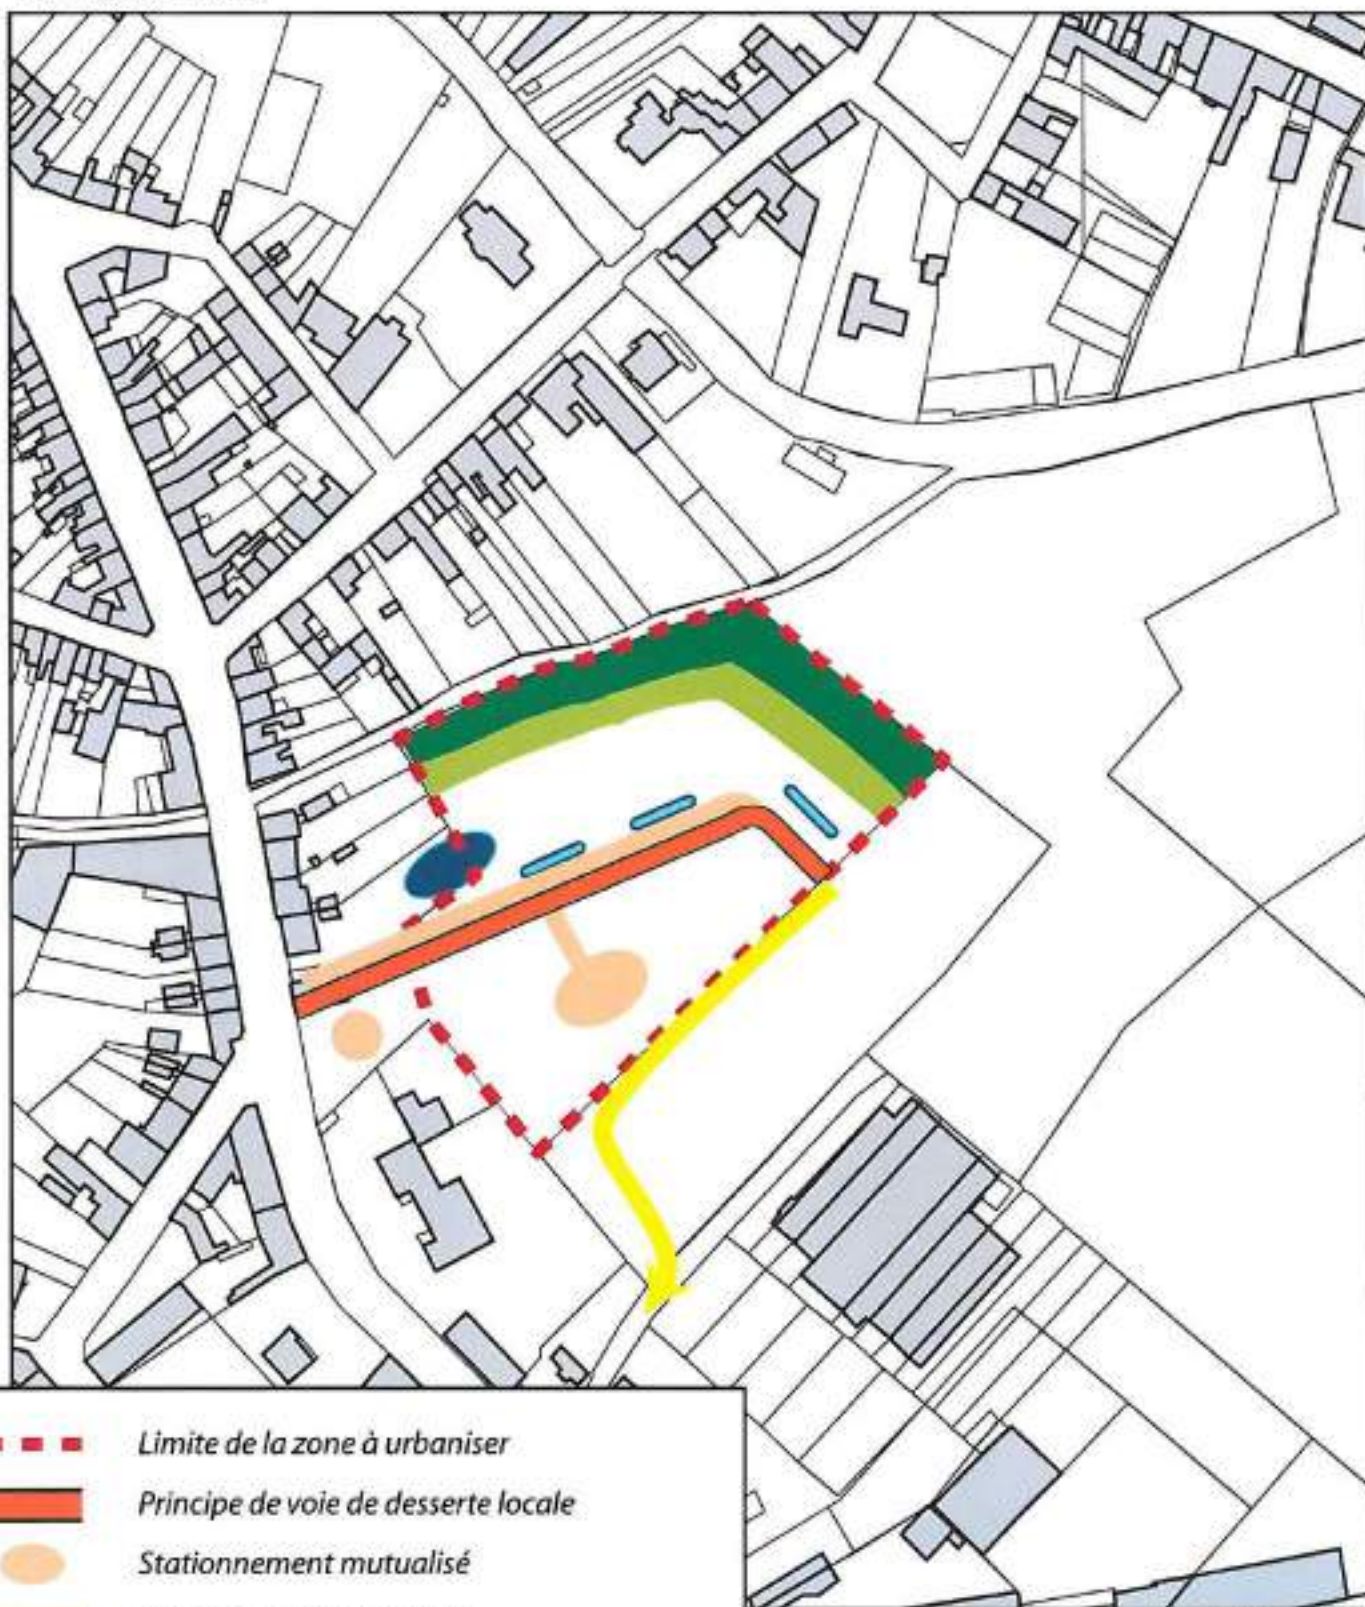 Limite de la zone à urbaniser
Principe de voie de desserte locale
Stationnement mutualisé